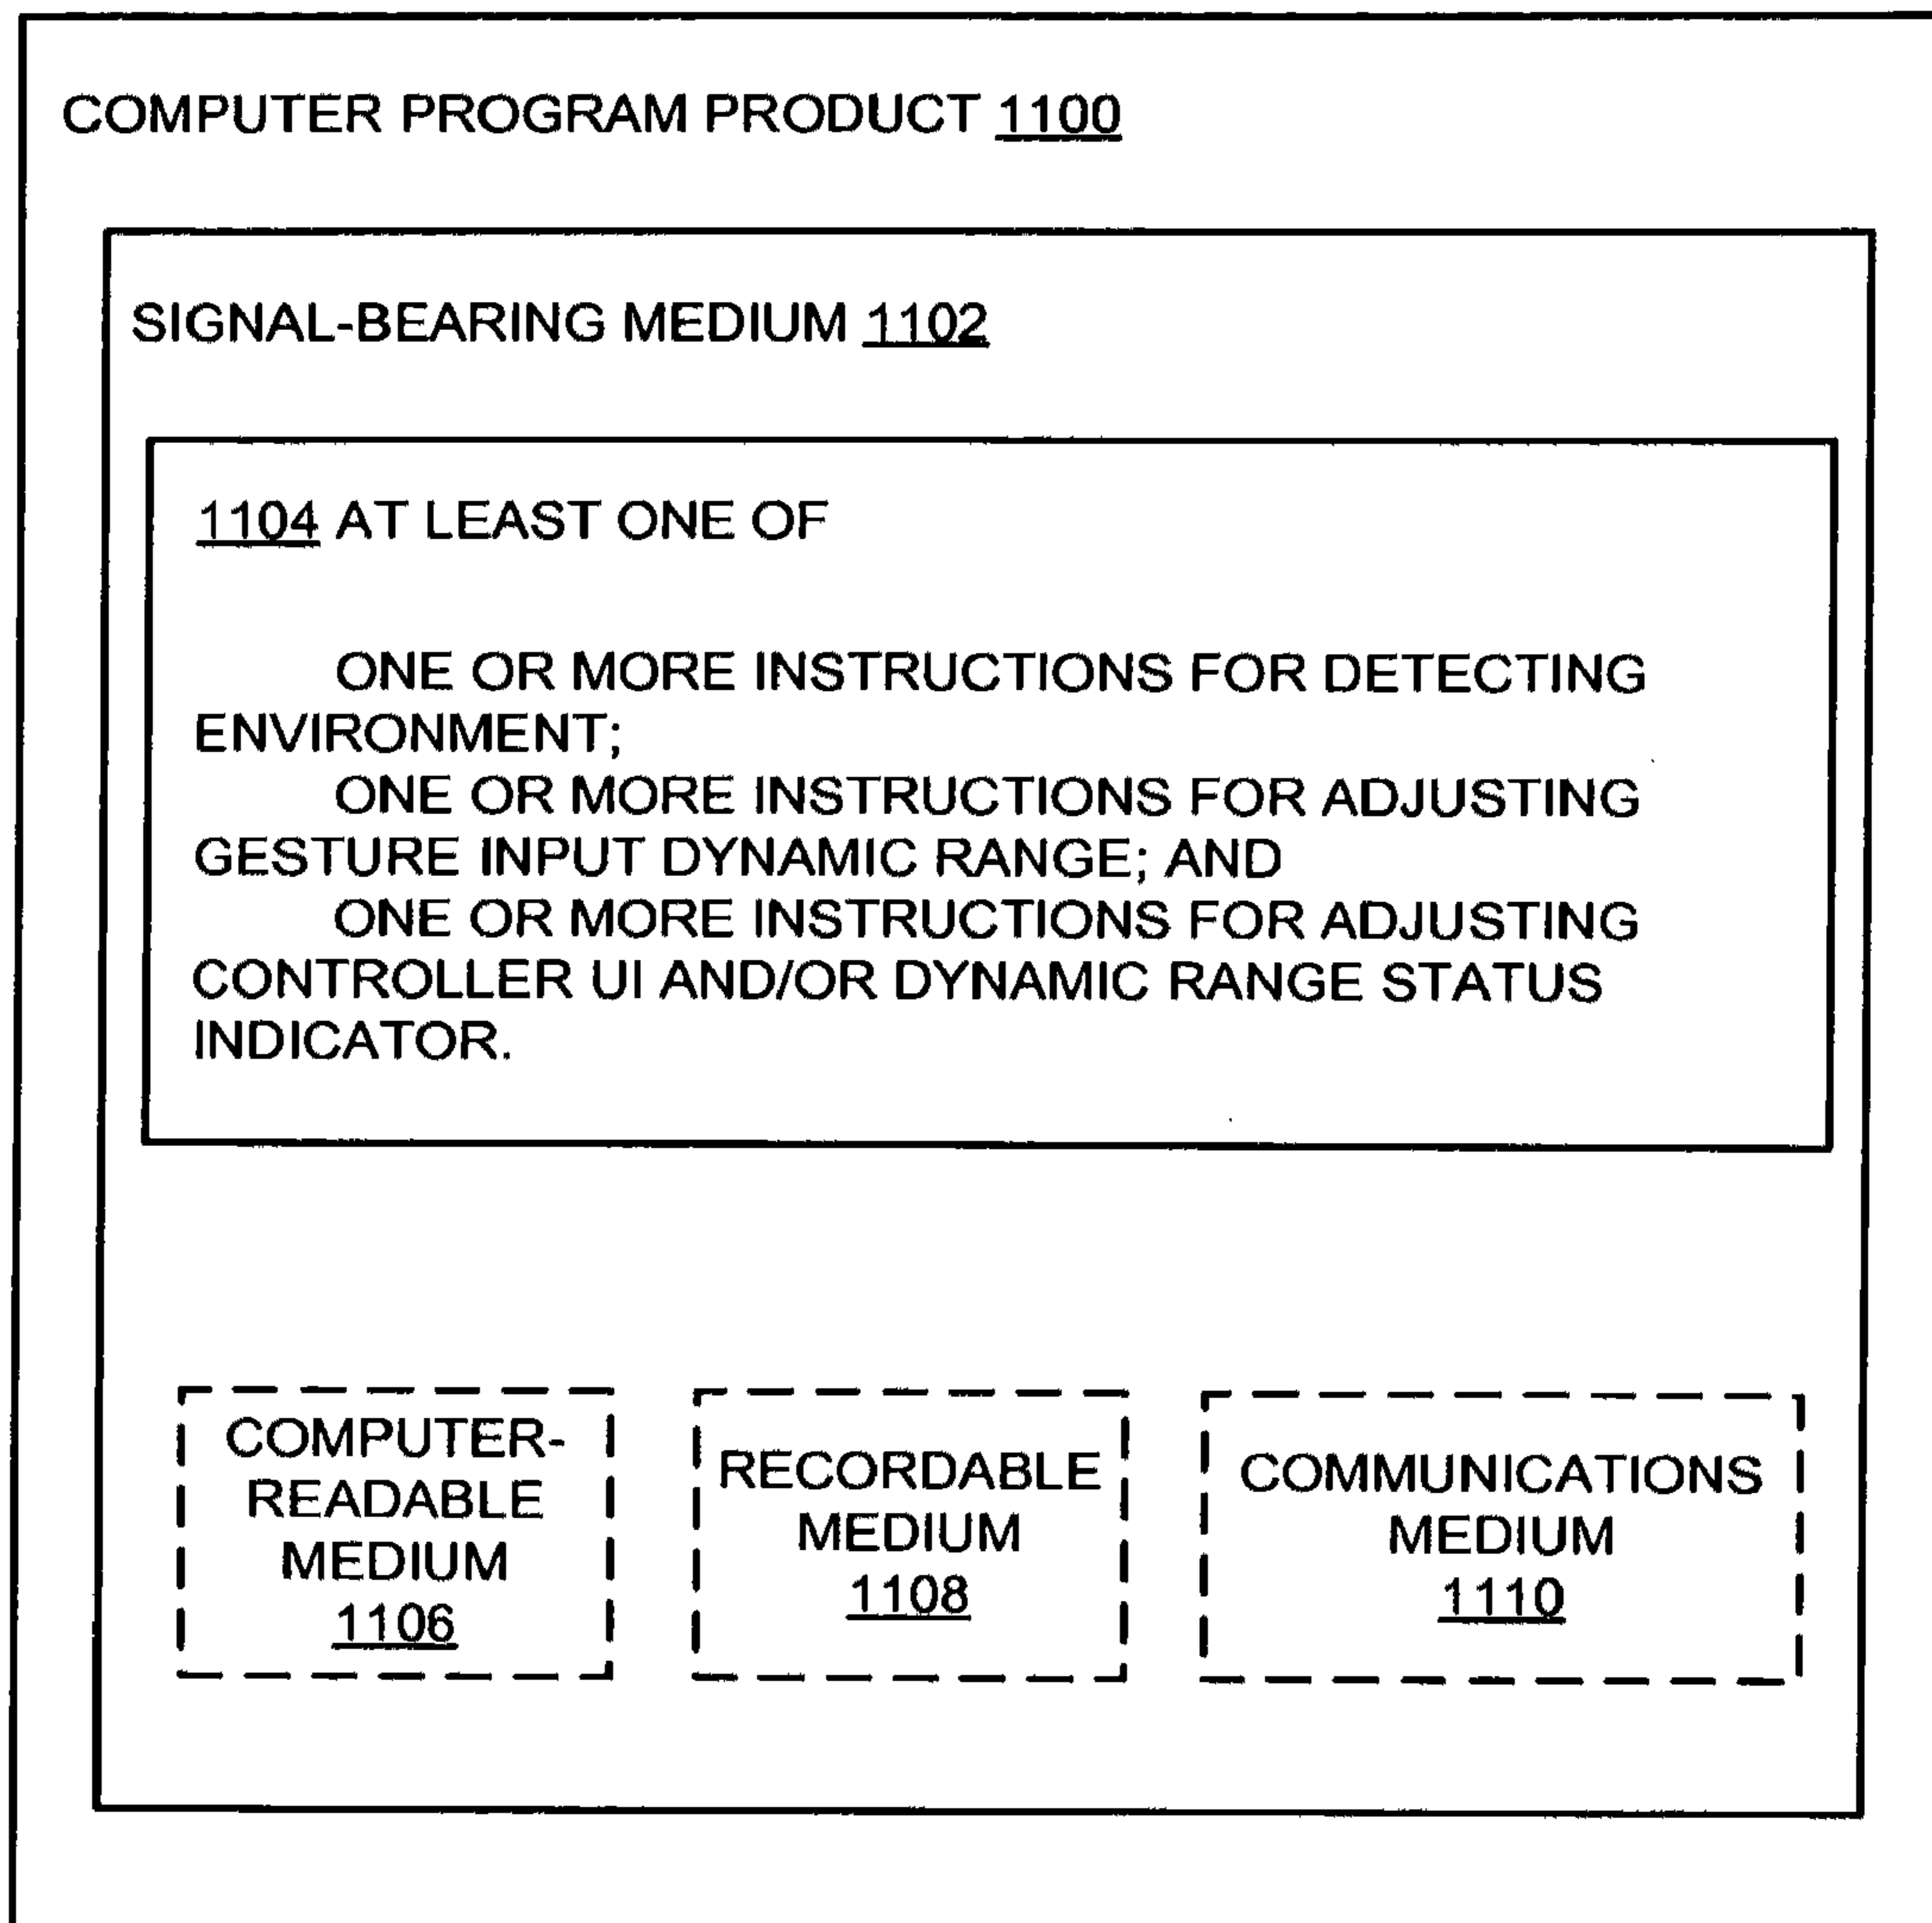 COMPUTER PROGRAM PRODUCT 1100
SIGNAL-BEARING MEDIUM 1102
1104 AT LEAST ONE OF
ONE OR MORE INSTRUCTIONS FOR DETECTING
ENVIRONMENT;
ONE OR MORE INSTRUCTIONS FOR ADJUSTING
GESTURE INPUT DYNAMIC RANGE; AND
ONE OR MORE INSTRUCTIONS FOR ADJUSTING
CONTROLLER UI AND/OR DYNAMIC RANGE STATUS
INDICATOR.
COMPUTER-
READABLE
MEDIUM
1106
RECORDABLE
MEDIUM
1108
COMMUNICATIONS
MEDIUM
1110